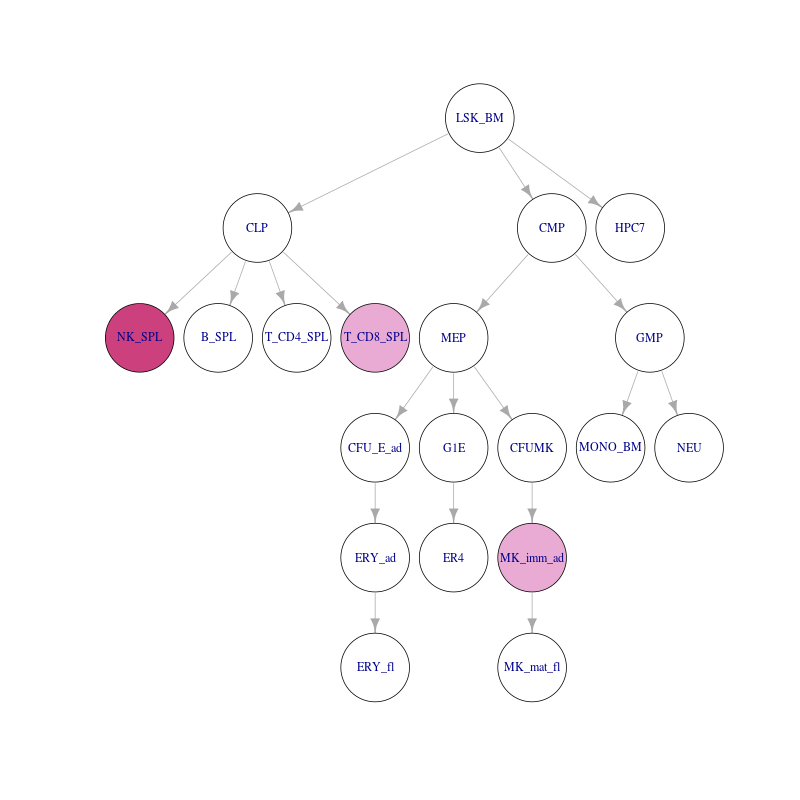 LSK_BM
CLP
CMP
HPC7
NK_SPL
B_SPL
T_CD4_SPL
T_CD8_SPL
MEP
GMP
CFU_E_ad
G1E
CFUMK
MONO_BM
NEU
ERY_ad
ER4
MK_imm_ad
ERY_fl
MK_mat_fl